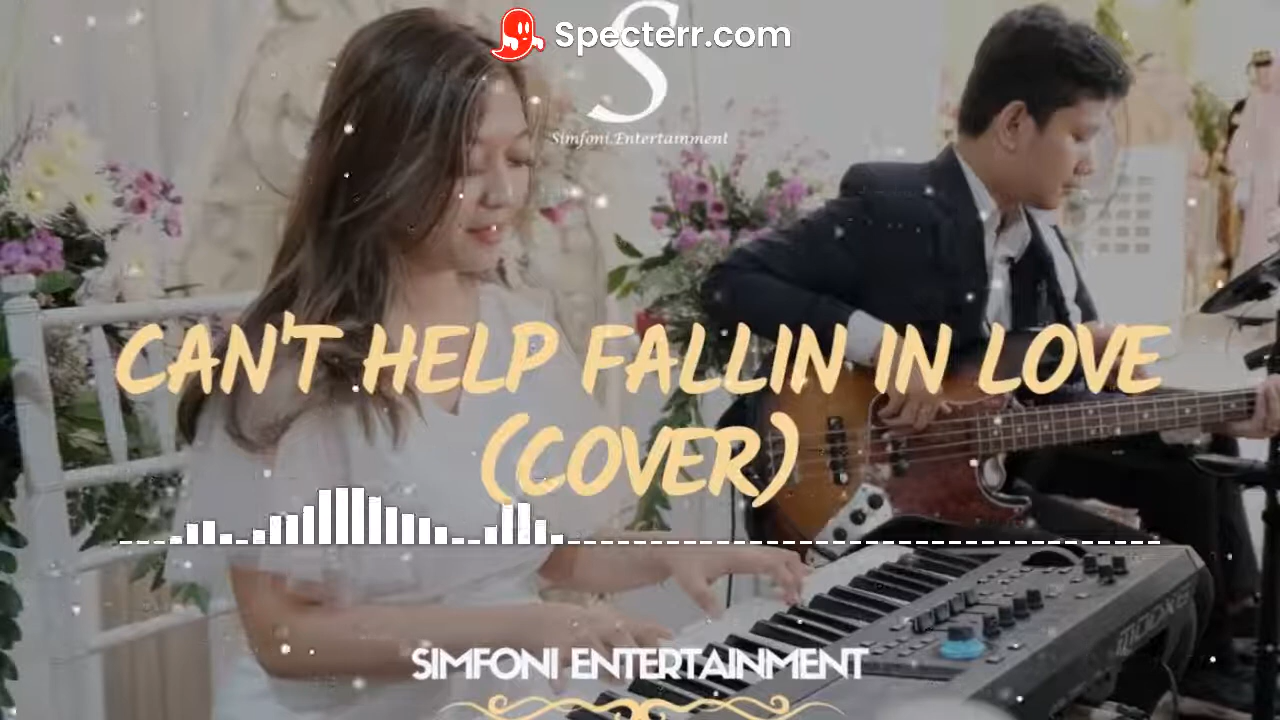 Specterr.com
S
Simfoni.Entertainment
CAN'T HELP FALLIN IN LOVE
(COVER)
SIMFONI ENTERTAINMENT